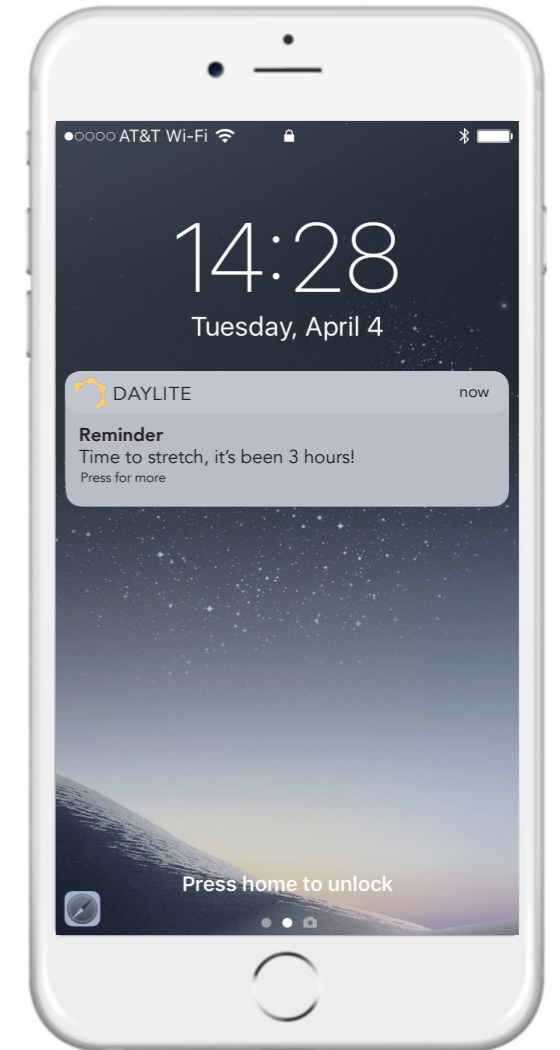 AT&T Wi-Fi
14:28
Tuesday, April 4
DAYLITE now
Reminder
Time to stretch, it's been 3 hours!
Press for more
Press home to unlock